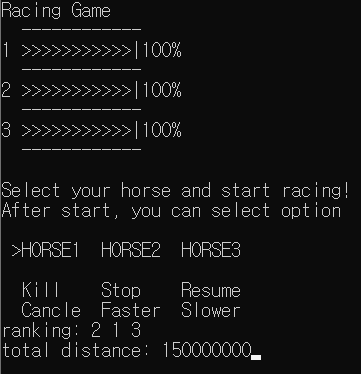 Racing Game
------------
1 >>>>>>>>>>>|100%
------------
2 >>>>>>>>>>>|100%
------------
3 >>>>>>>>>>>|100%
------------
Select your horse and start racing!
After start, you can select option
>HORSE1 HORSE2 HORSE3
Kill Stop Resume
Cancle Faster Slower
ranking: 2 1 3
total distance: 150000000_